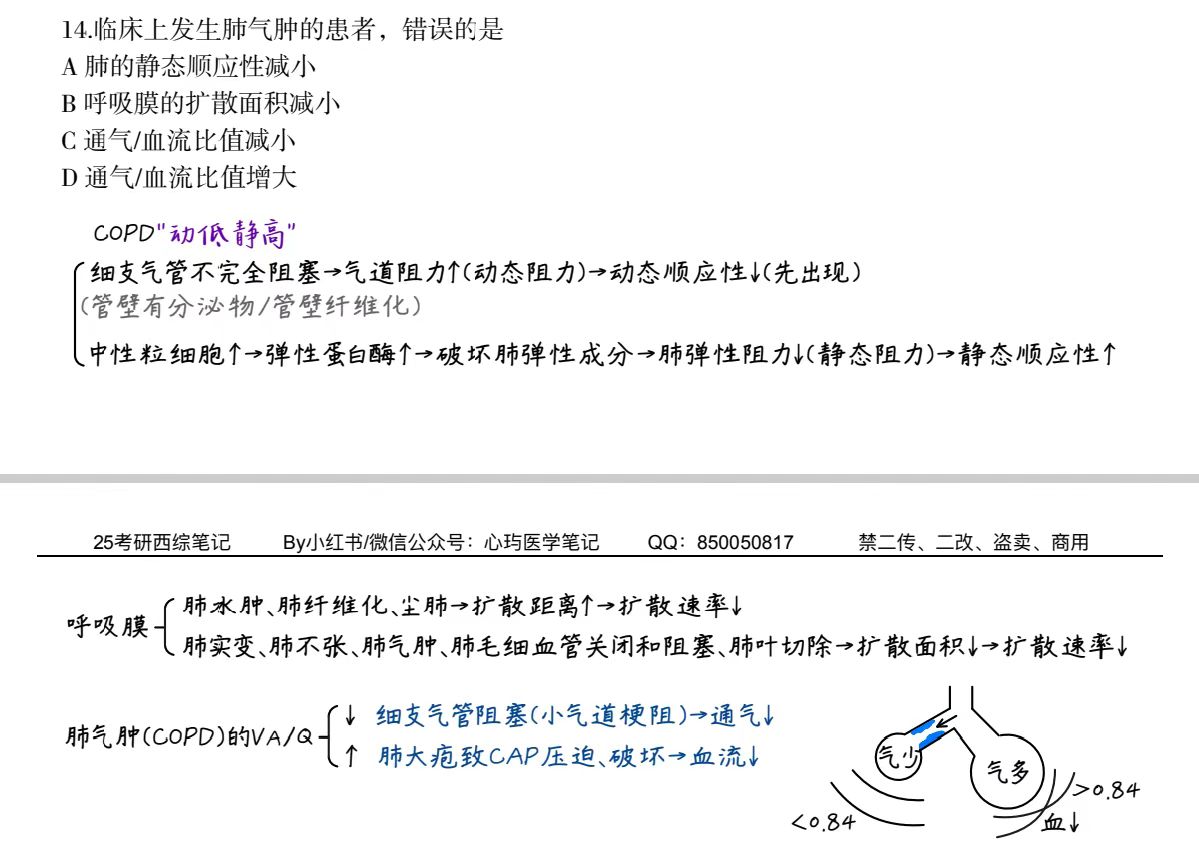 14.临床上发生肺气肿的患者，错误的是
A 肺的静态顺应性减小
B 呼吸膜的扩散面积减小
C 通气/血流比值减小
D 通气/血流比值增大
COPD"动低静高"
细支气管不完全阻塞→气道阻力↑(动态阻力)→动态顺应性↓(先出现)
(管壁有分泌物/管壁纤维化)
中性粒细胞↑→弹性蛋白酶↑→破坏肺弹性成分→肺弹性阻力↓(静态阻力)→静态顺应性↑
25考研西综笔记 By小红书/微信公众号：心玙医学笔记 QQ：850050817 禁二传、二改、盗卖、商用
呼吸膜
肺水肿、肺纤维化、尘肺→扩散距离↑→扩散速率↓
肺实变、肺不张、肺气肿、肺毛细血管关闭和阻塞、肺叶切除→扩散面积↓→扩散速率↓
肺气肿(COPD)的VA/Q
↓ 细支气管阻塞(小气道梗阻)→通气↓
↑ 肺大疱致CAP压迫、破坏→血流↓
气少
气多
>0.84
<0.84
血↓